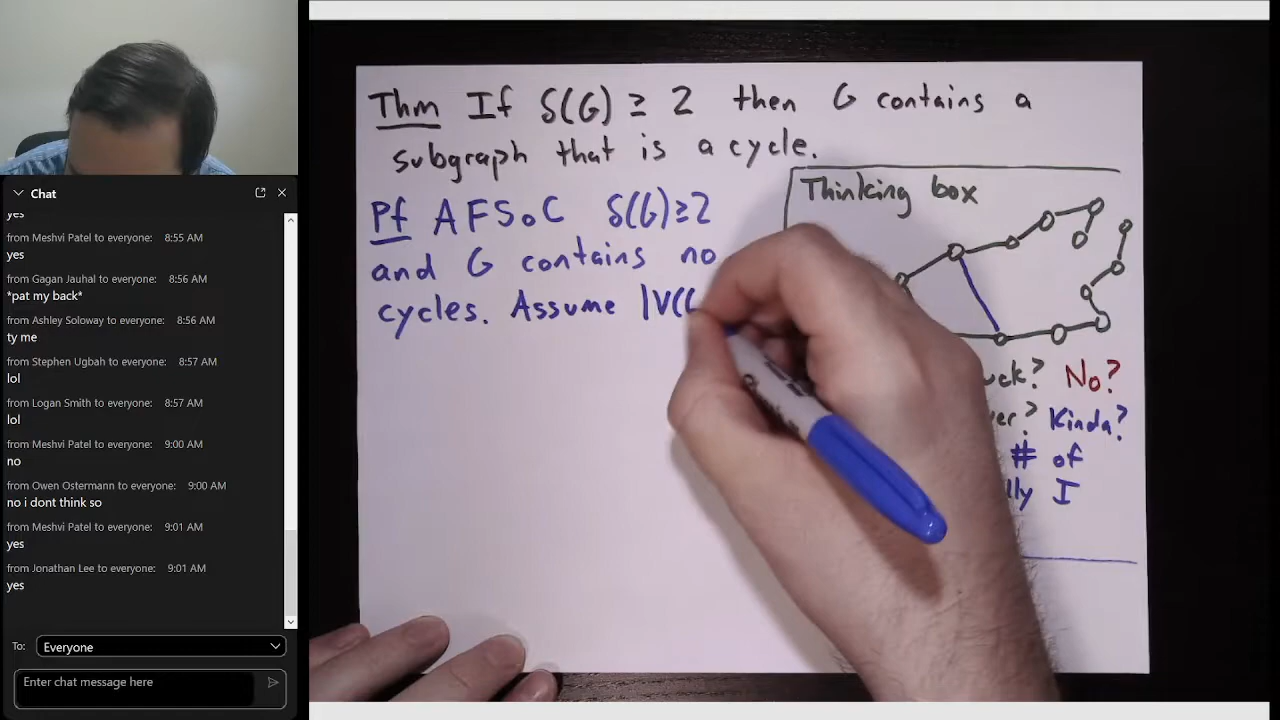 Chat
yes
from Meshvi Patel to everyone: 8:55 AM
yes
from Gagan Jauhal to everyone: 8:56 AM
*pat my back*
from Ashley Soloway to everyone: 8:56 AM
ty me
from Stephen Ugbah to everyone: 8:57 AM
lol
from Logan Smith to everyone: 8:57 AM
lol
from Meshvi Patel to everyone: 9:00 AM
no
from Owen Ostermann to everyone: 9:00 AM
no i dont think so
from Meshvi Patel to everyone: 9:01 AM
yes
from Jonathan Lee to everyone: 9:01 AM
yes
To: Everyone
Enter chat message here
Thm If δ(G) ≥ 2 then G contains a
subgraph that is a cycle.
Pf AFSoC δ(G)≥2
and G contains no
cycles. Assume |V(
Thinking box
No?
Kinda?
# of
I